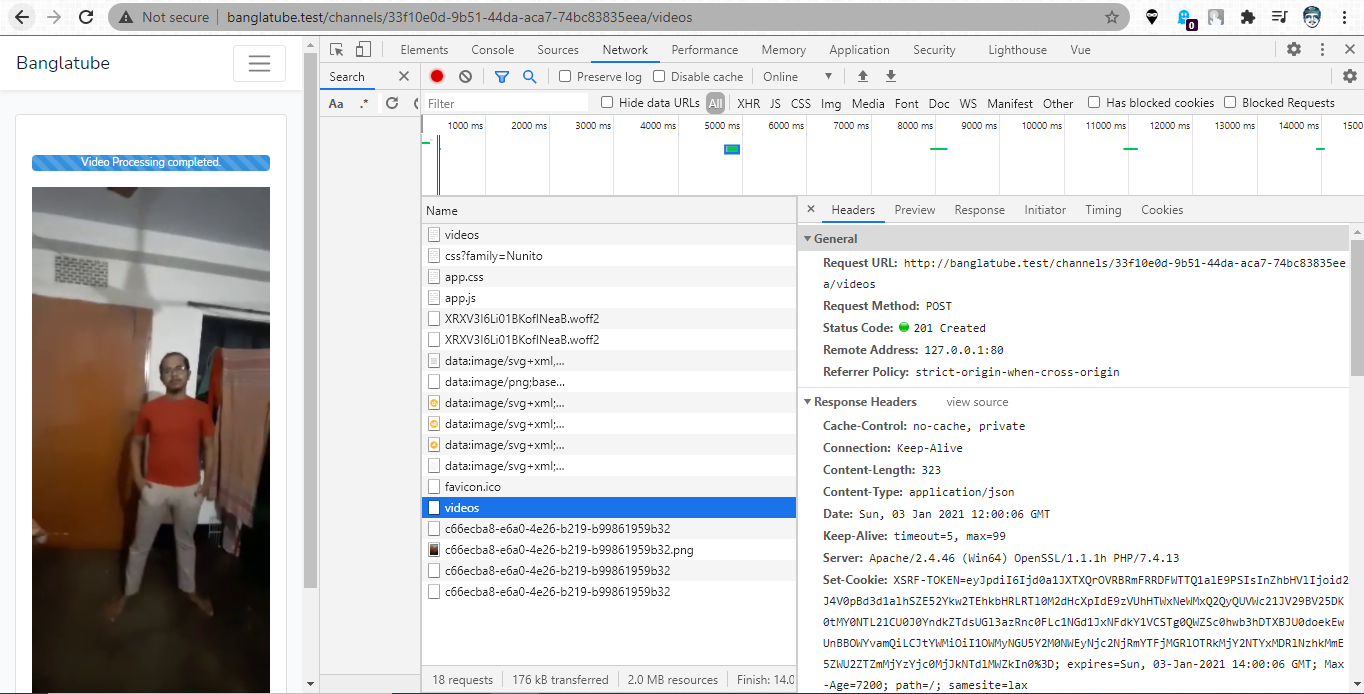 Not secure | banglatube.test/channels/33f10e0d-9b51-44da-aca7-74bc83835eea/videos
0
Banglatube
Video Processing completed.
Elements Console Sources Network Performance Memory Application Security Lighthouse Vue
Search
Preserve log Disable cache Online
Aa .*
Filter
Hide data URLs All XHR JS CSS Img Media Font Doc WS Manifest Other Has blocked cookies Blocked Requests
1000 ms 2000 ms 3000 ms 4000 ms 5000 ms 6000 ms 7000 ms 8000 ms 9000 ms 10000 ms 11000 ms 12000 ms 13000 ms 14000 ms 1500
Name
videos
css?family=Nunito
app.css
app.js
XRXV3I6Li01BKofINeaB.woff2
XRXV3I6Li01BKofINeaB.woff2
data:image/svg+xml,...
data:image/png;base...
data:image/svg+xml;...
data:image/svg+xml;...
data:image/svg+xml;...
data:image/svg+xml;...
favicon.ico
videos
c66ecba8-e6a0-4e26-b219-b99861959b32
c66ecba8-e6a0-4e26-b219-b99861959b32.png
c66ecba8-e6a0-4e26-b219-b99861959b32
c66ecba8-e6a0-4e26-b219-b99861959b32
18 requests 176 kB transferred 2.0 MB resources Finish: 14.0
Headers Preview Response Initiator Timing Cookies
General
Request URL: http://banglatube.test/channels/33f10e0d-9b51-44da-aca7-74bc83835ee
a/videos
Request Method: POST
Status Code: 201 Created
Remote Address: 127.0.0.1:80
Referrer Policy: strict-origin-when-cross-origin
Response Headers view source
Cache-Control: no-cache, private
Connection: Keep-Alive
Content-Length: 323
Content-Type: application/json
Date: Sun, 03 Jan 2021 12:00:06 GMT
Keep-Alive: timeout=5, max=99
Server: Apache/2.4.46 (Win64) OpenSSL/1.1.1h PHP/7.4.13
Set-Cookie:
expires=Sun, 03-Jan-2021 14:00:06 GMT; Max
-Age=7200; path=/; samesite=lax